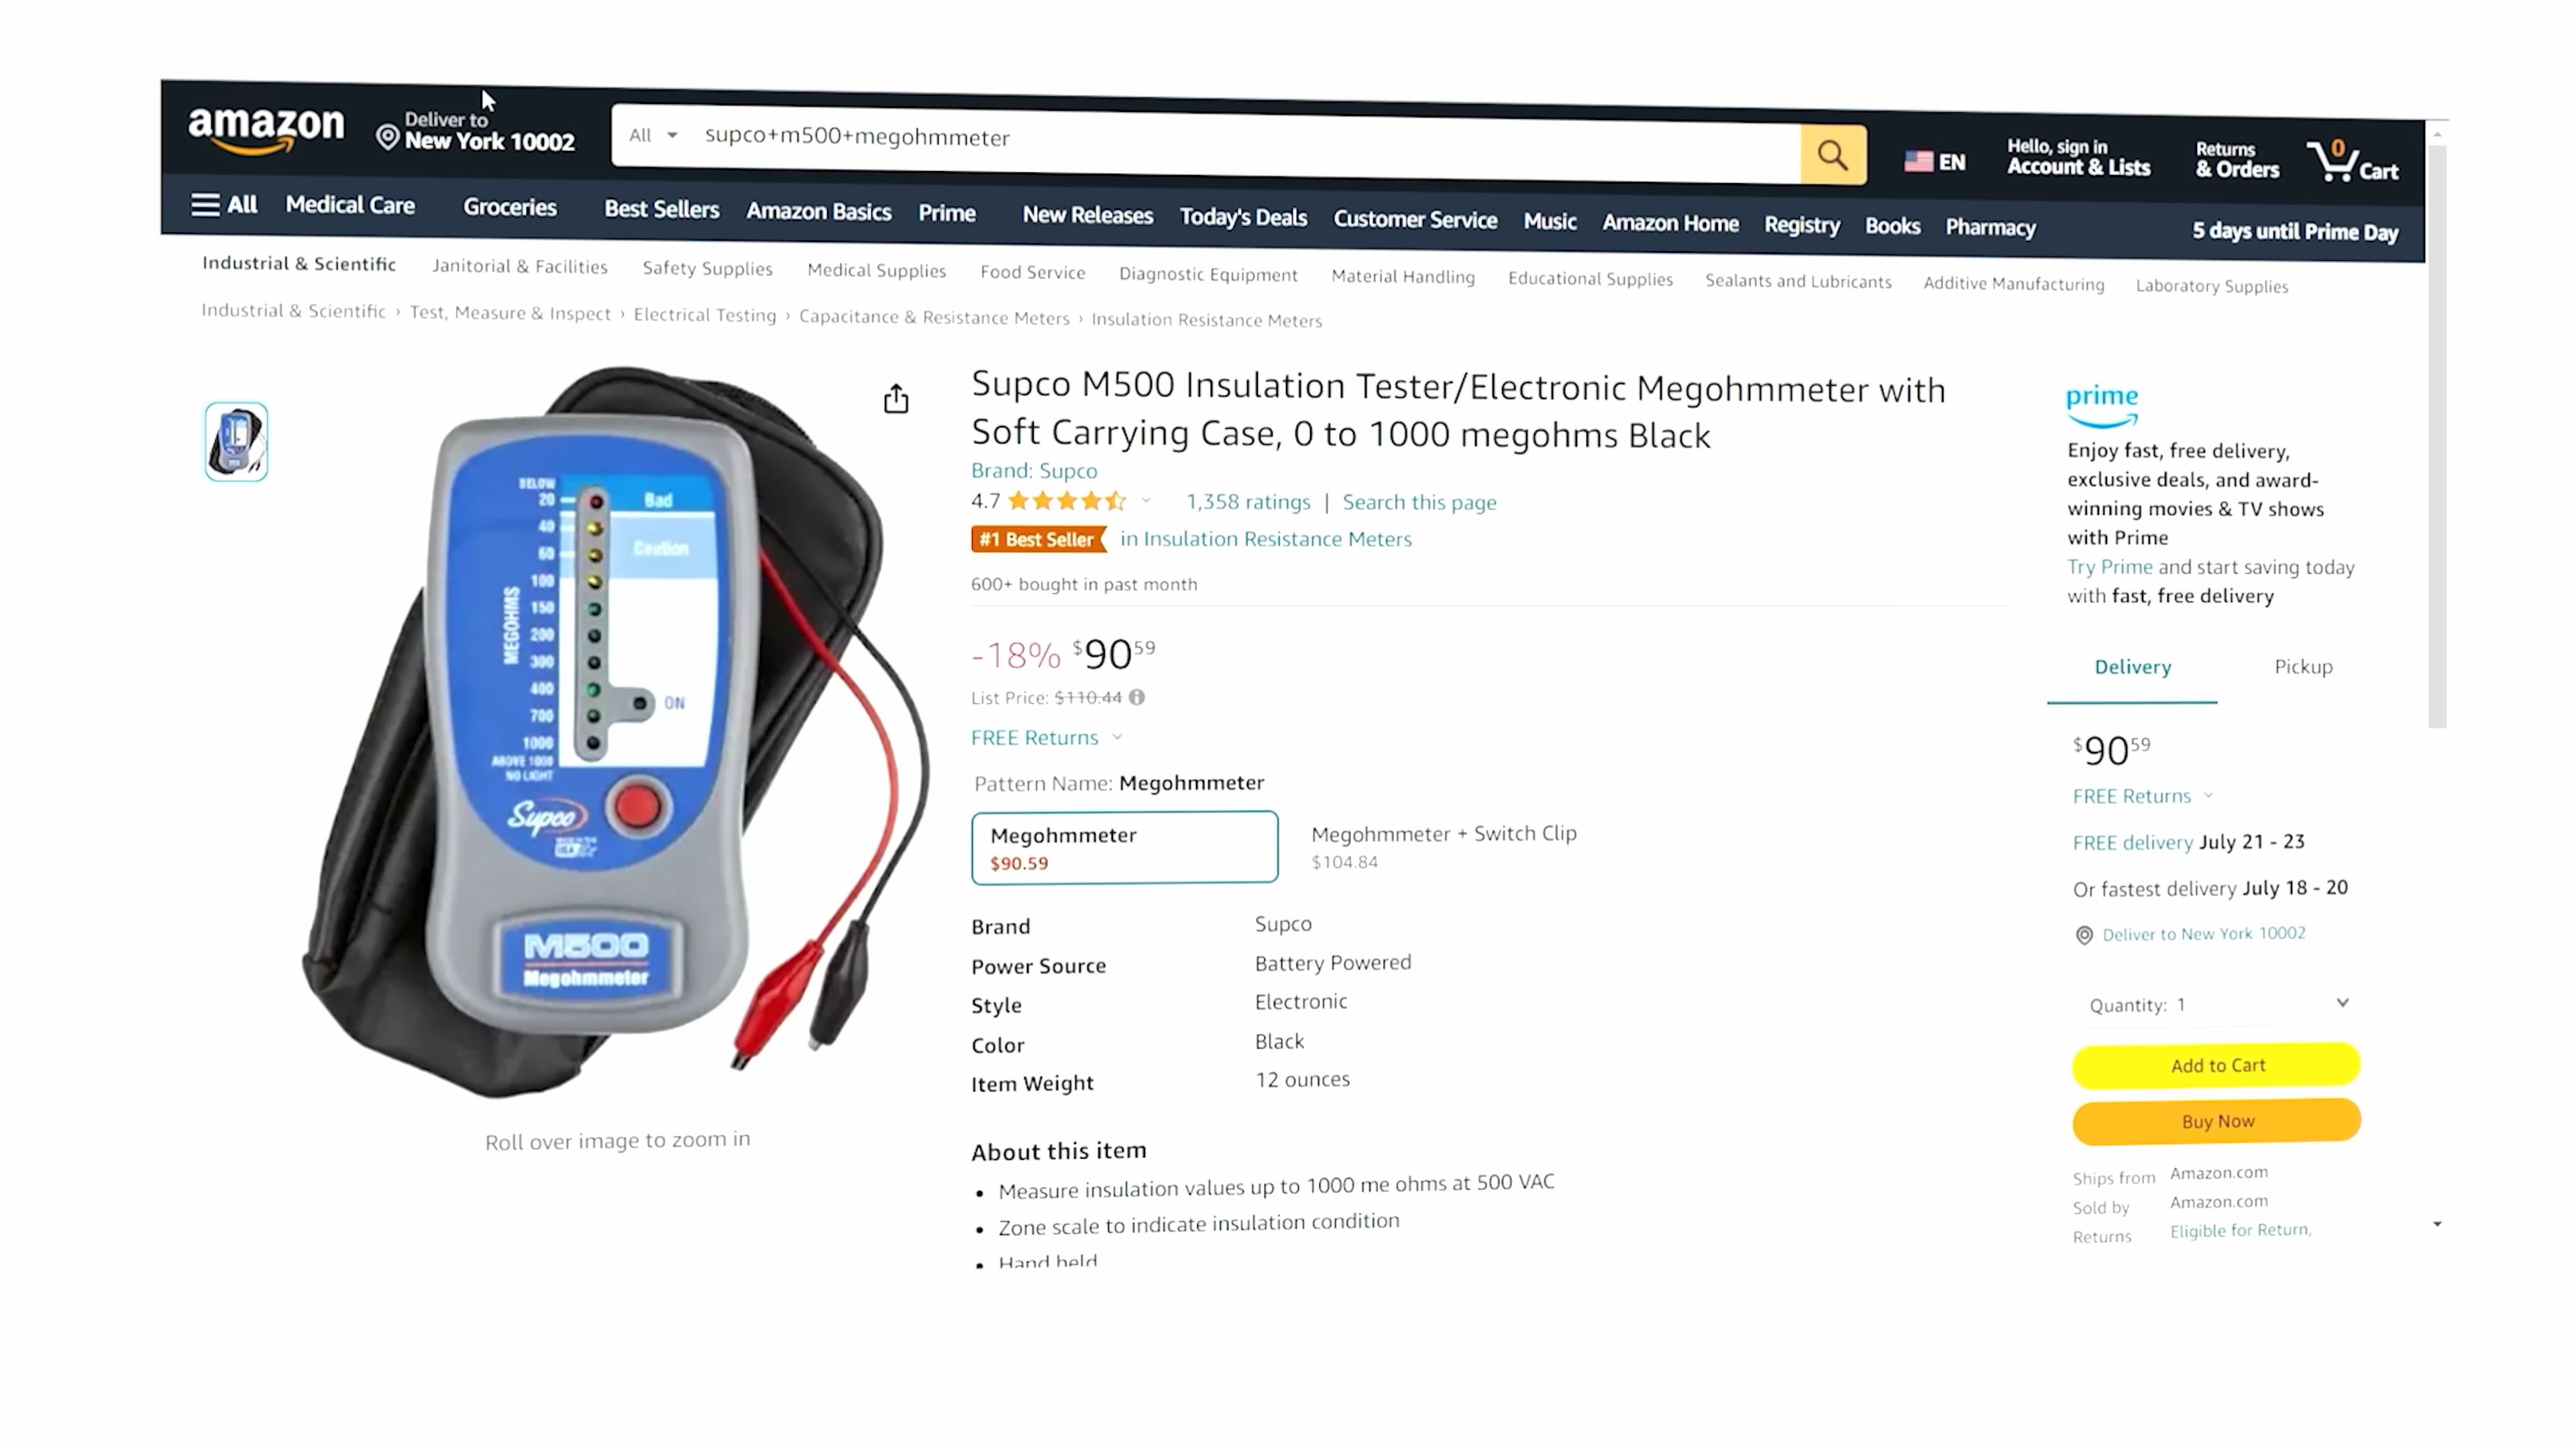 amazon
Deliver to
New York 10002
All
supco+m500+megohmmeter
EN
Hello, sign in
Account & Lists
Returns
& Orders
0
Cart
All Medical Care Groceries Best Sellers Amazon Basics Prime New Releases Today's Deals Customer Service Music Amazon Home Registry Books Pharmacy
5 days until Prime Day
Industrial & Scientific Janitorial & Facilities Safety Supplies Medical Supplies Food Service Diagnostic Equipment Material Handling Educational Supplies Sealants and Lubricants Additive Manufacturing Laboratory Supplies
Industrial & Scientific › Test, Measure & Inspect › Electrical Testing › Capacitance & Resistance Meters › Insulation Resistance Meters
BELOW
20
Bad
40
60
Caution
100
150
200
300
400
700
1000
ON
MEGOHMS
ABOVE 1000
NO LIGHT
Supco
M500
Megohmmeter
Roll over image to zoom in
Supco M500 Insulation Tester/Electronic Megohmmeter with
Soft Carrying Case, 0 to 1000 megohms Black
Brand: Supco
4.7
1,358 ratings | Search this page
#1 Best Seller in Insulation Resistance Meters
600+ bought in past month
-18% $90 59
List Price: $110.44
FREE Returns
Pattern Name: Megohmmeter
Megohmmeter
$90.59
Megohmmeter + Switch Clip
$104.84
Brand Supco
Power Source Battery Powered
Style Electronic
Color Black
Item Weight 12 ounces
About this item
• Measure insulation values up to 1000 me ohms at 500 VAC
• Zone scale to indicate insulation condition
• Hand held
prime
Enjoy fast, free delivery,
exclusive deals, and award-
winning movies & TV shows
with Prime
Try Prime and start saving today
with fast, free delivery
Delivery Pickup
$90 59
FREE Returns
FREE delivery July 21 - 23
Or fastest delivery July 18 - 20
Deliver to New York 10002
Quantity: 1
Add to Cart
Buy Now
Ships from Amazon.com
Sold by Amazon.com
Returns Eligible for Return,